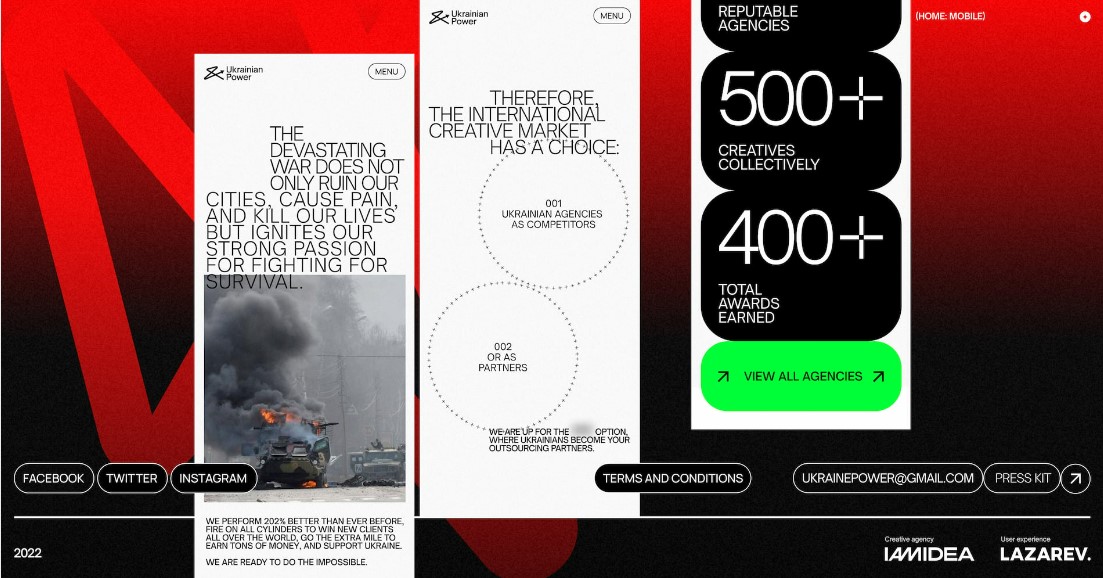 Ukrainian
Power
MENU
THE
DEVASTATING
WAR DOES NOT
ONLY RUIN OUR
CITIES, CAUSE PAIN,
AND KILL OUR LIVES
BUT IGNITES OUR
STRONG PASSION
FOR FIGHTING FOR
SURVIVAL.
WE PERFORM 202% BETTER THAN EVER BEFORE,
FIRE ON ALL CYLINDERS TO WIN NEW CLIENTS
ALL OVER THE WORLD, GO THE EXTRA MILE TO
EARN TONS OF MONEY, AND SUPPORT UKRAINE.
WE ARE READY TO DO THE IMPOSSIBLE.
Ukrainian
Power
MENU
THEREFORE,
THE INTERNATIONAL
CREATIVE MARKET
HAS A CHOICE:
001
UKRAINIAN AGENCIES
AS COMPETITORS
002
OR AS
PARTNERS
WE ARE UP FOR THE OPTION,
WHERE UKRAINIANS BECOME YOUR
OUTSOURCING PARTNERS.
REPUTABLE
AGENCIES
500+
CREATIVES
COLLECTIVELY
400+
TOTAL
AWARDS
EARNED
VIEW ALL AGENCIES
(HOME: MOBILE)
FACEBOOK
TWITTER
INSTAGRAM
TERMS AND CONDITIONS
UKRAINEPOWER@GMAIL.COM
PRESS KIT
2022
Creative agency
IAMIDEA
User experience
LAZAREV.